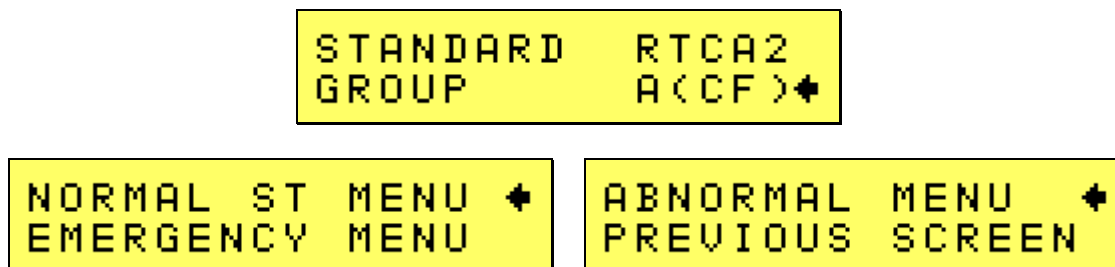 STANDARD RTCA2
GROUP A(CF)
NORMAL ST MENU
EMERGENCY MENU
ABNORMAL MENU
PREVIOUS SCREEN